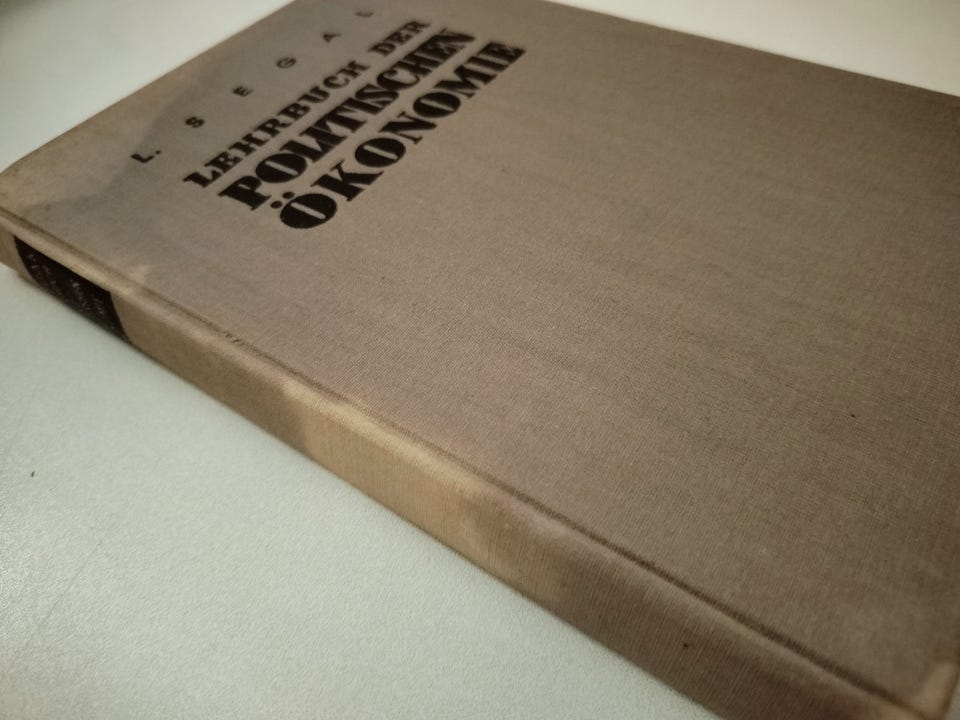 L. SEGAL
LEHRBUCH DER
POLITISCHEN
ÖKONOMIE